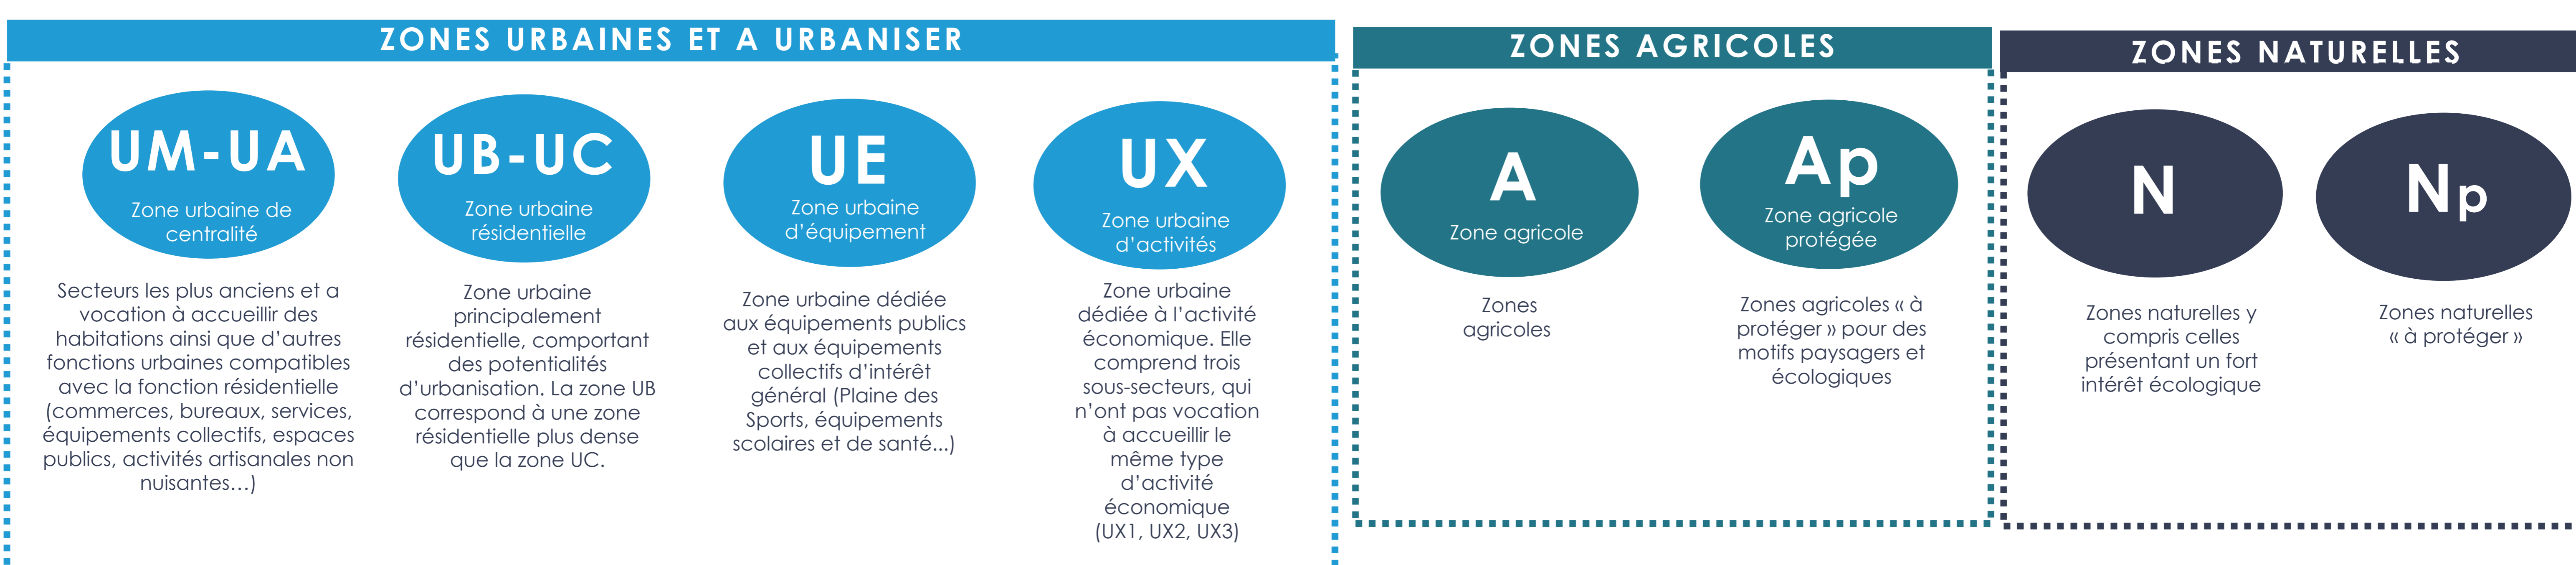 ZONES URBAINES ET A URBANISER
UM-UA
Zone urbaine de
centralité
Secteurs les plus anciens et a
vocation à accueillir des
habitations ainsi que d'autres
fonctions urbaines compatibles
avec la fonction résidentielle
(commerces, bureaux, services,
équipements collectifs, espaces
publics, activités artisanales non
nuisantes…)
UB-UC
Zone urbaine
résidentielle
Zone urbaine
principalement
résidentielle, comportant
des potentialités
d'urbanisation. La zone UB
correspond à une zone
résidentielle plus dense
que la zone UC.
UE
Zone urbaine
d'équipement
Zone urbaine dédiée
aux équipements publics
et aux équipements
collectifs d'intérêt
général (Plaine des
Sports, équipements
scolaires et de santé...)
UX
Zone urbaine
d'activités
Zone urbaine
dédiée à l'activité
économique. Elle
comprend trois
sous-secteurs, qui
n'ont pas vocation
à accueillir le
même type
d'activité
économique
(UX1, UX2, UX3)
ZONES AGRICOLES
A
Zone agricole
Zones
agricoles
Ap
Zone agricole
protégée
Zones agricoles « à
protéger » pour des
motifs paysagers et
écologiques
ZONES NATURELLES
N
Zones naturelles y
compris celles
présentant un fort
intérêt écologique
Np
Zones naturelles
« à protéger »